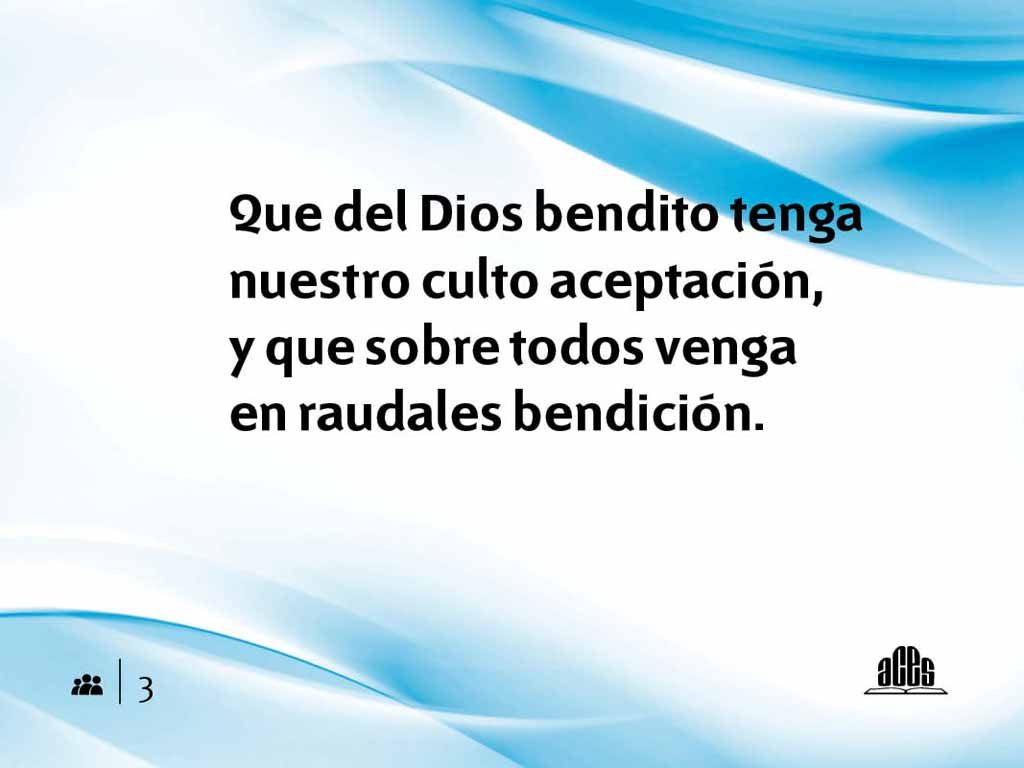 Que del Dios bendito tenga
nuestro culto aceptación,
y que sobre todos venga
en raudales bendición.
3
aces